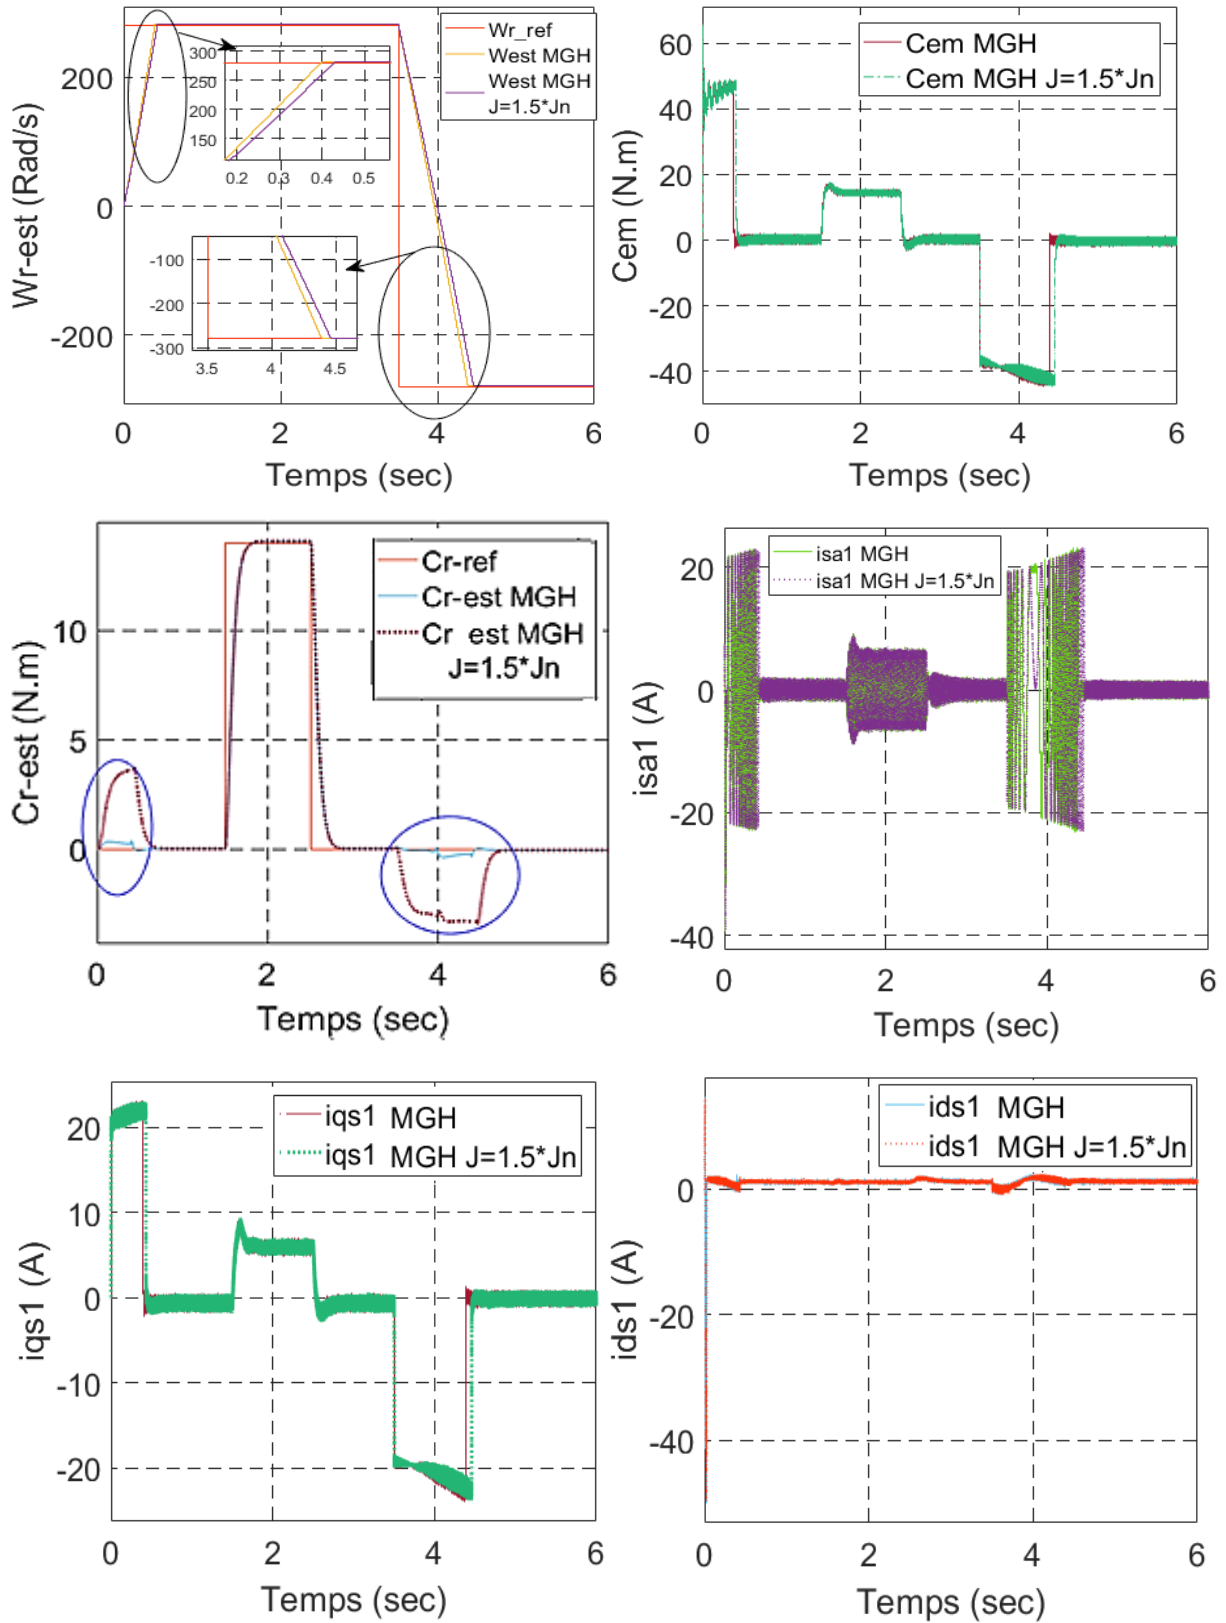 Wr_ref
West MGH
West MGH
J=1.5*Jn
300
250
200
150
0.2 0.3 0.4 0.5
-100
-200
-300
3.5 4 4.5
200
0
-200
0 2 4 6
Wr-est (Rad/s)
Temps (sec)
Cem MGH
Cem MGH J=1.5*Jn
60
40
20
0
-20
-40
0 2 4 6
Cem (N.m)
Temps (sec)
Cr-ref
Cr-est MGH
Cr est MGH
J=1.5*Jn
10
5
0
0 2 4 6
Cr-est (N.m)
Temps (sec)
isa1 MGH
isa1 MGH J=1.5*Jn
20
0
-20
-40
0 2 4 6
isa1 (A)
Temps (sec)
iqs1 MGH
iqs1 MGH J=1.5*Jn
20
10
0
-10
-20
0 2 4 6
iqs1 (A)
Temps (sec)
ids1 MGH
ids1 MGH J=1.5*Jn
0
-20
-40
0 2 4 6
ids1 (A)
Temps (sec)